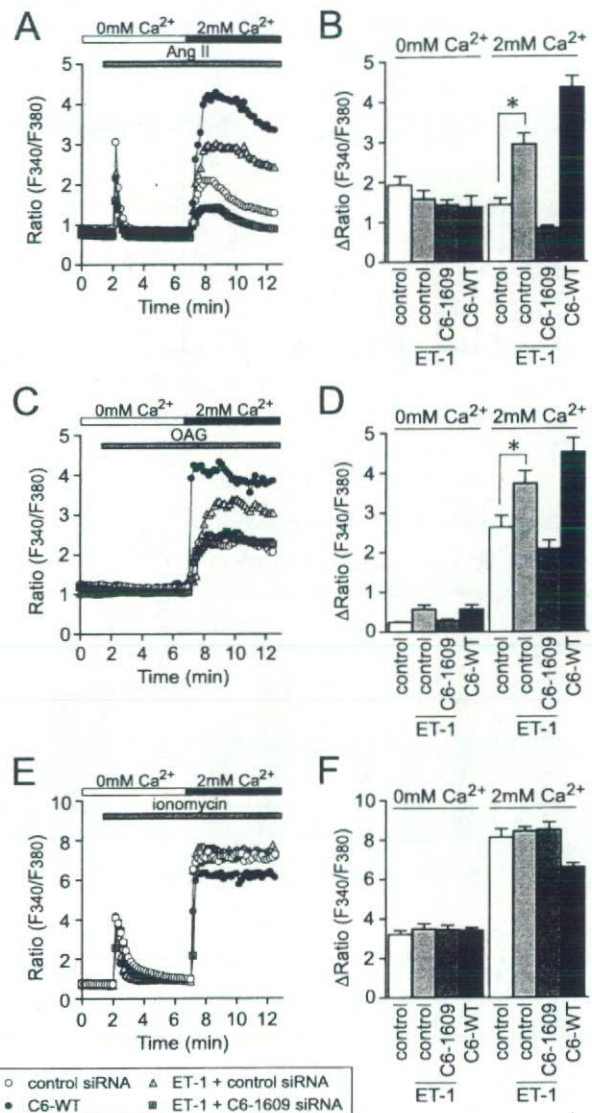 A
0mM Ca2+ 2mM Ca2+
Ang II
Ratio (F340/F380)
5
4
3
2
1
0
0 2 4 6 8 10 12
Time (min)
B
0mM Ca2+ 2mM Ca2+
ΔRatio (F340/F380)
5
4
3
2
1
0
*
control
control
C6-1609
C6-WT
control
control
C6-1609
C6-WT
ET-1 ET-1
C
0mM Ca2+ 2mM Ca2+
OAG
Ratio (F340/F380)
5
4
3
2
1
0
0 2 4 6 8 10 12
Time (min)
D
0mM Ca2+ 2mM Ca2+
ΔRatio (F340/F380)
5
4
3
2
1
0
*
control
control
C6-1609
C6-WT
control
control
C6-1609
C6-WT
ET-1 ET-1
E
0mM Ca2+ 2mM Ca2+
ionomycin
Ratio (F340/F380)
10
8
6
4
2
0
0 2 4 6 8 10 12
Time (min)
F
0mM Ca2+ 2mM Ca2+
ΔRatio (F340/F380)
10
8
6
4
2
0
control
control
C6-1609
C6-WT
control
control
C6-1609
C6-WT
ET-1 ET-1
control siRNA ET-1 + control siRNA
C6-WT ET-1 + C6-1609 siRNA